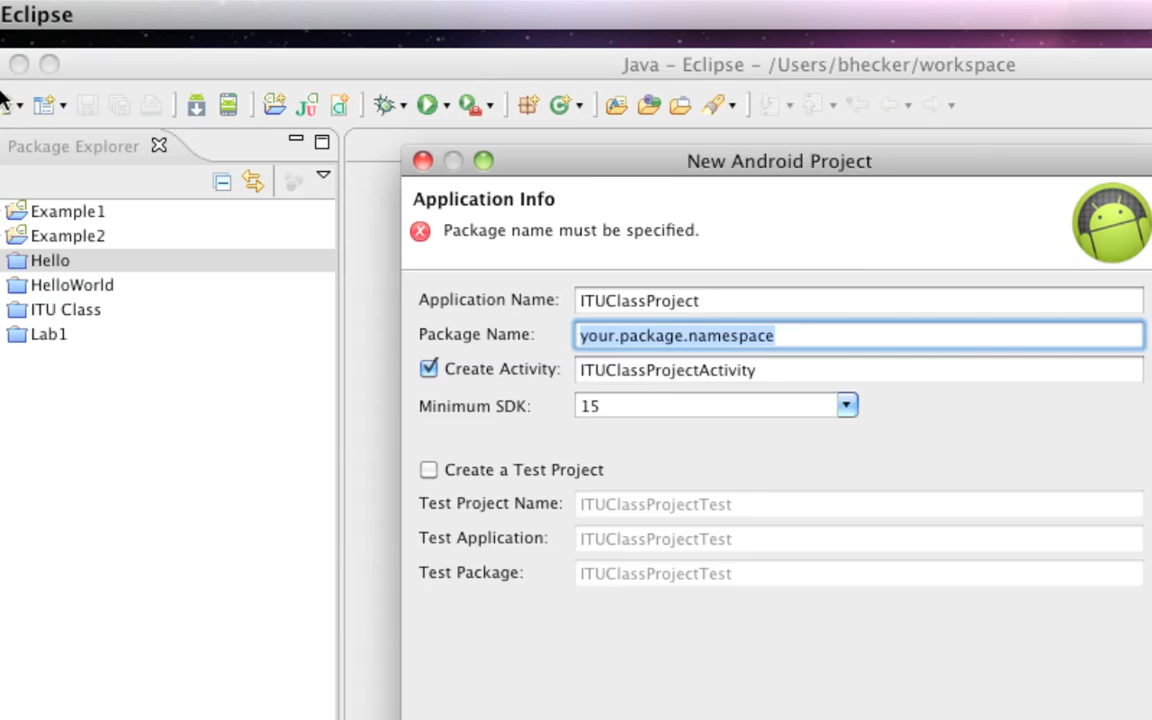 Eclipse
Java – Eclipse – /Users/bhecker/workspace
Package Explorer
New Android Project
Application Info
Package name must be specified.
Example1
Example2
Hello
HelloWorld
ITU Class
Lab1
Application Name: ITUClassProject
Package Name: your.package.namespace
Create Activity: ITUClassProjectActivity
Minimum SDK: 15
Create a Test Project
Test Project Name: ITUClassProjectTest
Test Application: ITUClassProjectTest
Test Package: ITUClassProjectTest